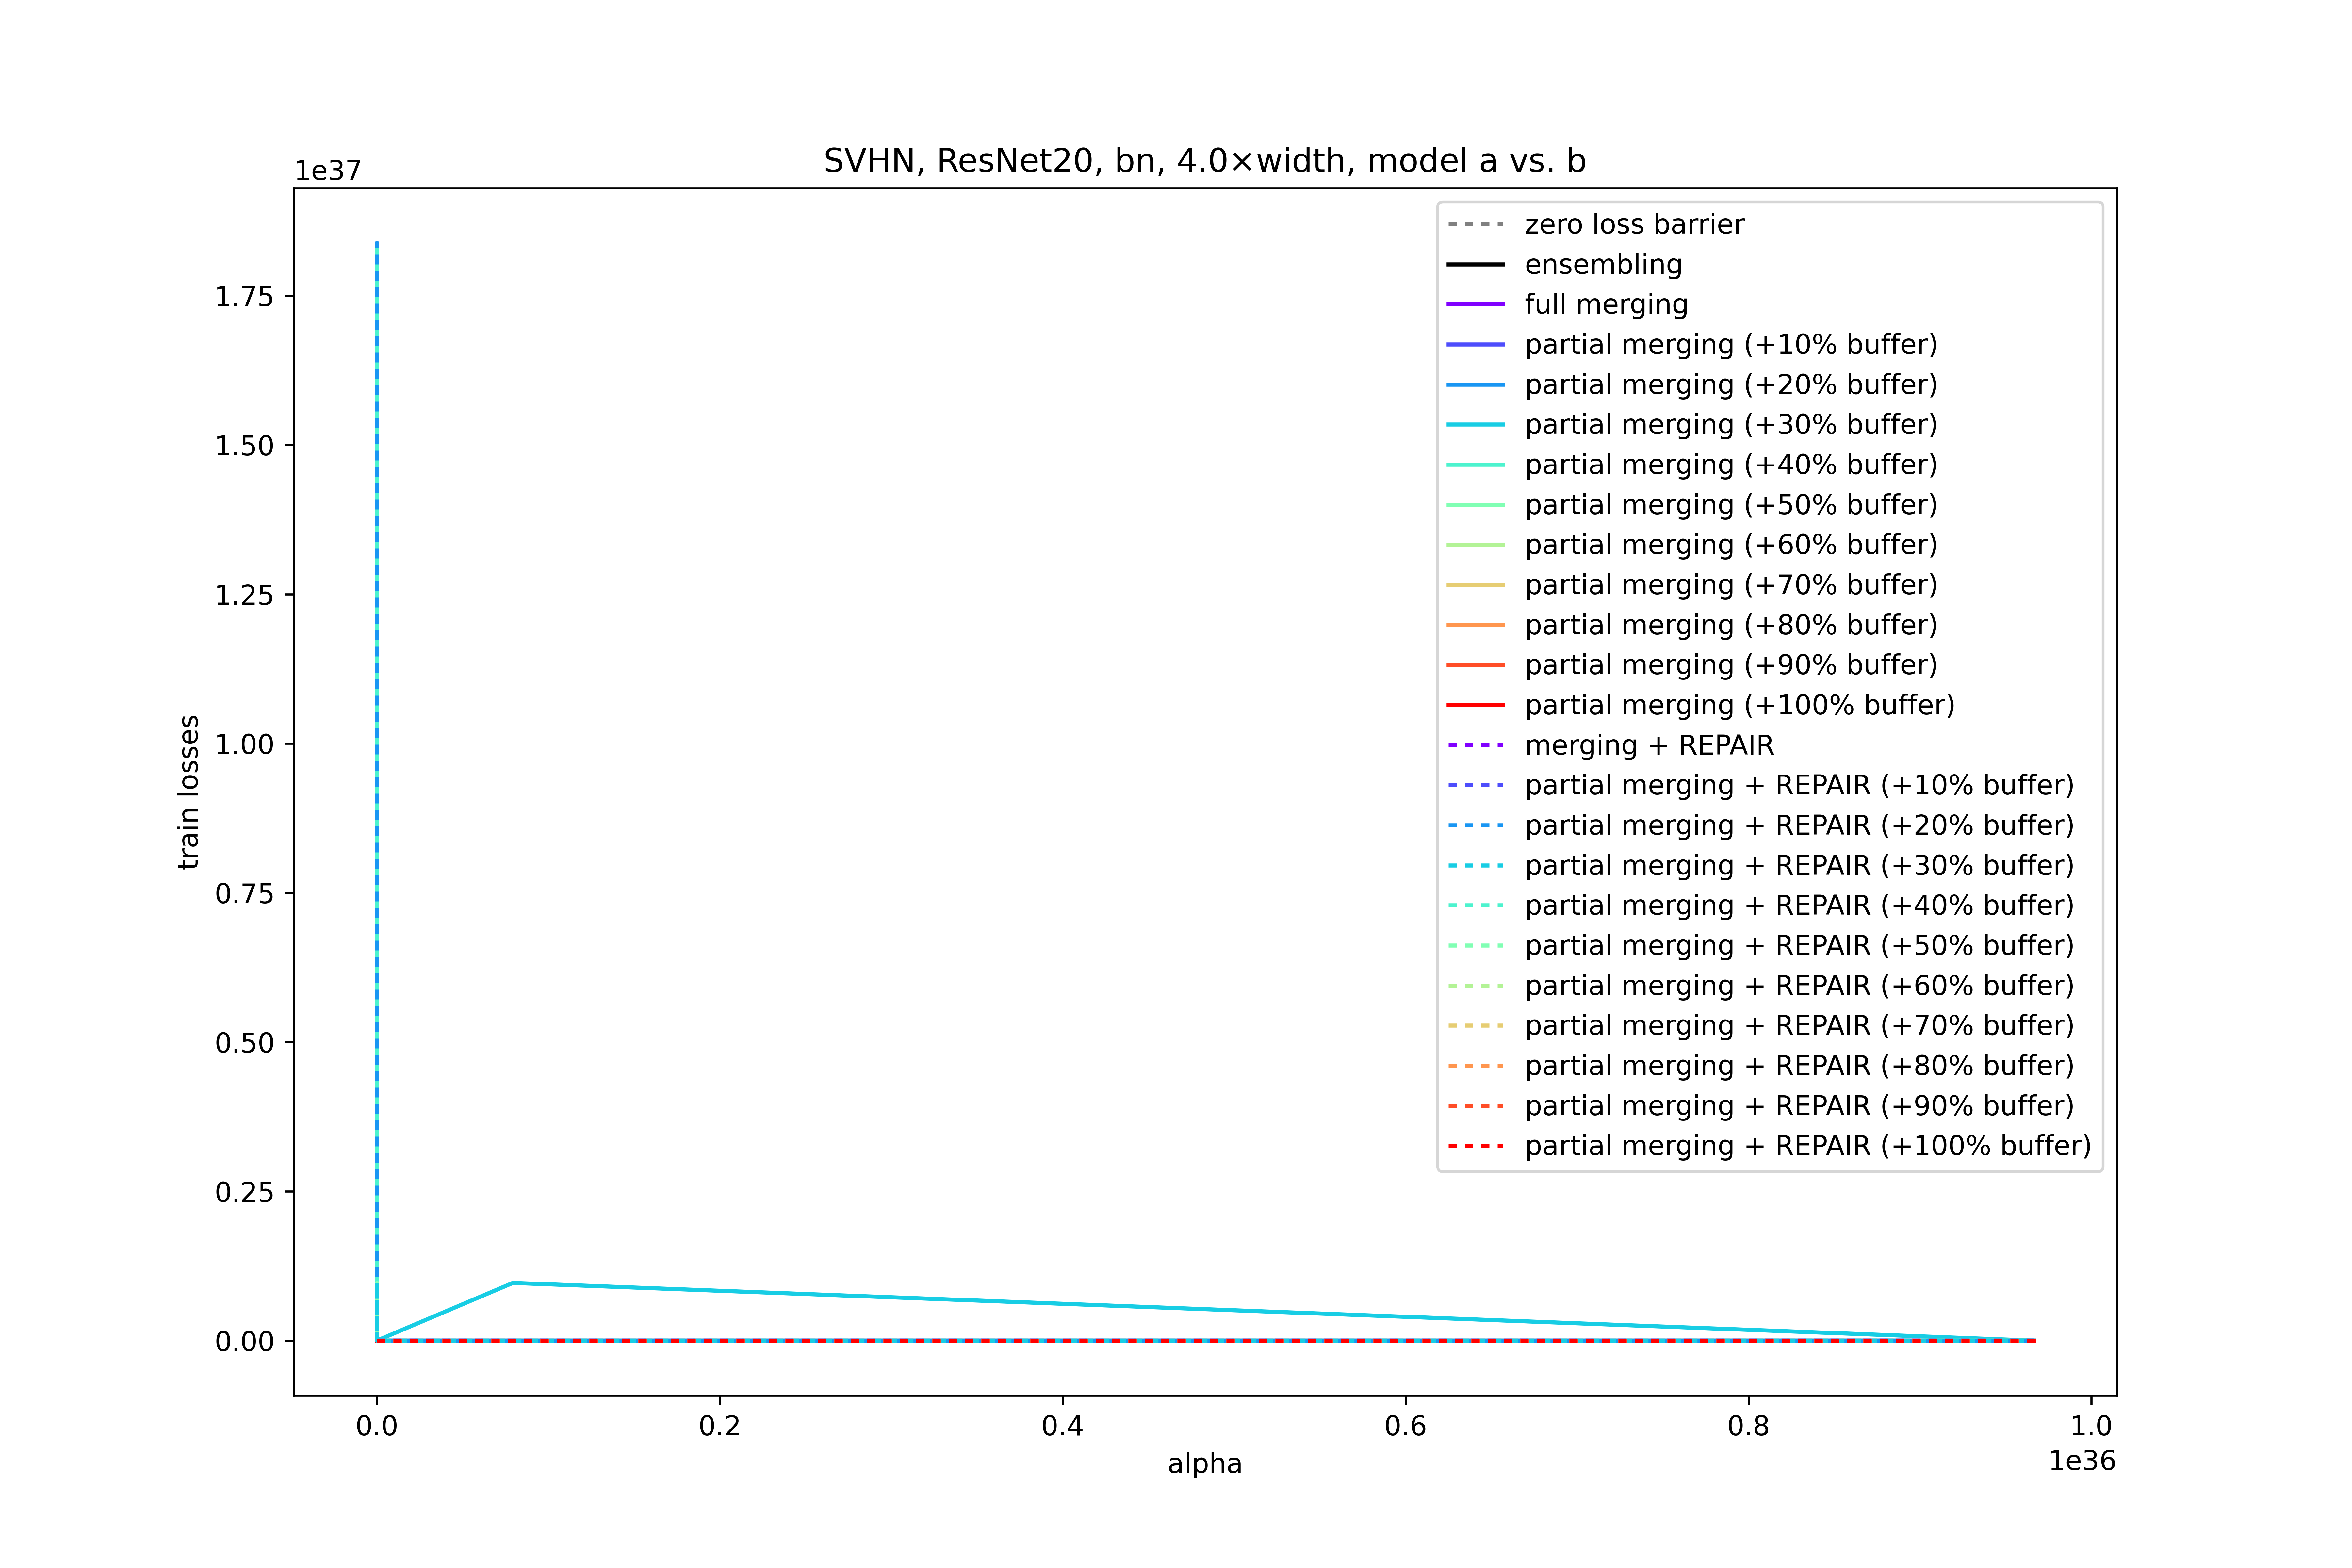 SVHN, ResNet20, bn, 4.0×width, model a vs. b
1e37
1.75
1.50
1.25
1.00
0.75
0.50
0.25
0.00
train losses
zero loss barrier
ensembling
full merging
partial merging (+10% buffer)
partial merging (+20% buffer)
partial merging (+30% buffer)
partial merging (+40% buffer)
partial merging (+50% buffer)
partial merging (+60% buffer)
partial merging (+70% buffer)
partial merging (+80% buffer)
partial merging (+90% buffer)
partial merging (+100% buffer)
merging + REPAIR
partial merging + REPAIR (+10% buffer)
partial merging + REPAIR (+20% buffer)
partial merging + REPAIR (+30% buffer)
partial merging + REPAIR (+40% buffer)
partial merging + REPAIR (+50% buffer)
partial merging + REPAIR (+60% buffer)
partial merging + REPAIR (+70% buffer)
partial merging + REPAIR (+80% buffer)
partial merging + REPAIR (+90% buffer)
partial merging + REPAIR (+100% buffer)
0.0 0.2 0.4 0.6 0.8 1.0
1e36
alpha